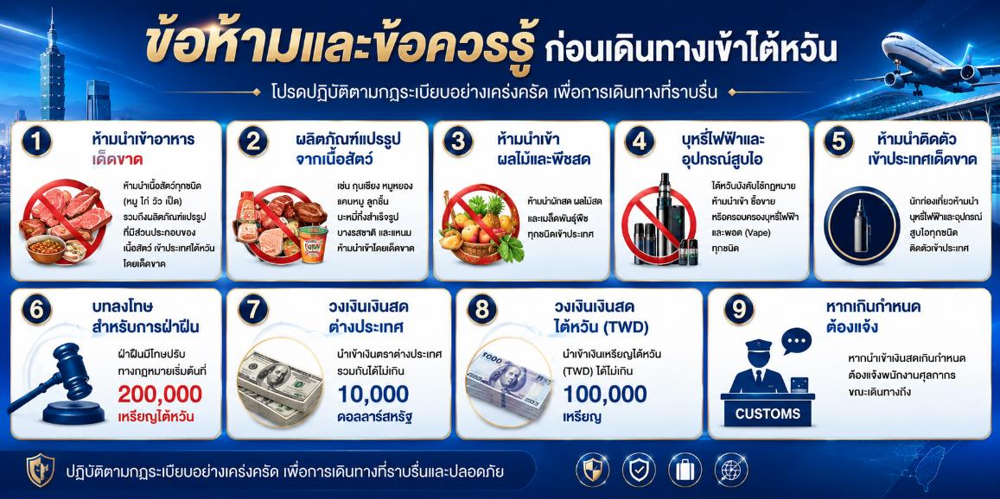 ข้อห้ามและข้อควรรู้ ก่อนเดินทางเข้าไต้หวัน
โปรดปฏิบัติตามกฎระเบียบอย่างเคร่งครัด เพื่อการเดินทางที่ราบรื่น
1
ห้ามนำเข้าอาหาร
เด็ดขาด
ห้ามนำเนื้อสัตว์ทุกชนิด
(หมู ไก่ วัว เป็ด)
รวมถึงผลิตภัณฑ์แปรรูป
ที่มีส่วนประกอบของ
เนื้อสัตว์ เข้าประเทศไต้หวัน
โดยเด็ดขาด
2
ผลิตภัณฑ์แปรรูป
จากเนื้อสัตว์
เช่น กุนเชียง หมูหยอง
แคบหมู ลูกชิ้น
บะหมี่กึ่งสำเร็จรูป
บางรสชาติ และแหนม
ห้ามนำเข้าโดยเด็ดขาด
3
ห้ามนำเข้า
ผลไม้และพืชสด
ห้ามนำผักสด ผลไม้สด
และเมล็ดพันธุ์พืช
ทุกชนิดเข้าประเทศ
4
บุหรี่ไฟฟ้าและ
อุปกรณ์สูบไอ
ไต้หวันบังคับใช้กฎหมาย
ห้ามนำเข้า ซื้อขาย
หรือครอบครองบุหรี่ไฟฟ้า
และพอต (Vape)
ทุกชนิด
5
ห้ามนำติดตัว
เข้าประเทศเด็ดขาด
นักท่องเที่ยวห้ามนำ
บุหรี่ไฟฟ้าและอุปกรณ์
สูบไอทุกชนิด
ติดตัวเข้าประเทศ
6
บทลงโทษ
สำหรับการฝ่าฝืน
ฝ่าฝืนมีโทษปรับ
ทางกฎหมายเริ่มต้นที่
200,000
เหรียญไต้หวัน
7
วงเงินเงินสด
ต่างประเทศ
นำเข้าเงินตราต่างประเทศ
รวมกันได้ไม่เกิน
10,000
ดอลลาร์สหรัฐ
8
วงเงินเงินสด
ไต้หวัน (TWD)
นำเข้าเงินเหรียญไต้หวัน
(TWD) ได้ไม่เกิน
100,000
เหรียญ
9
หากเกินกำหนด
ต้องแจ้ง
หากนำเข้าเงินสดเกินกำหนด
ต้องแจ้งพนักงานศุลกากร
ขณะเดินทางถึง
CUSTOMS
ปฏิบัติตามกฎระเบียบอย่างเคร่งครัด เพื่อการเดินทางที่ราบรื่นและปลอดภัย